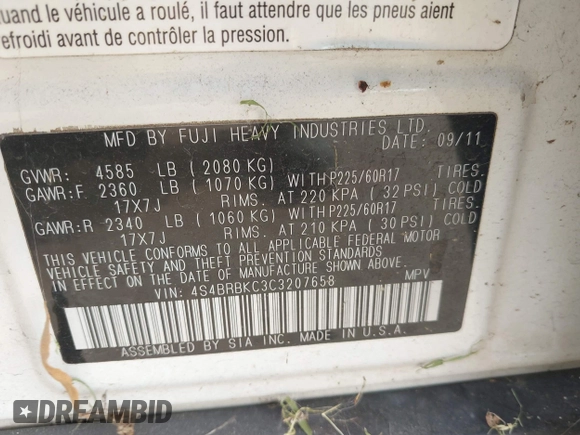 uand le véhicule a roulé, il faut attendre que les pneus aient
efroidi avant de contrôler la pression.
MFD BY FUJI HEAVY INDUSTRIES LTD.
DATE: 09/11
GVWR: 4585 LB (2080 KG)
GAWR:F 2360 LB (1070 KG) WITH P225/60R17 TIRES.
17X7J RIMS. AT 220 KPA (32 PSI) COLD
GAWR:R 2340 LB (1060 KG) WITH P225/60R17 TIRES.
17X7J RIMS. AT 210 KPA (30 PSI) COLD
THIS VEHICLE CONFORMS TO ALL APPLICABLE FEDERAL MOTOR
VEHICLE SAFETY AND THEFT PREVENTION STANDARDS
IN EFFECT ON THE DATE OF MANUFACTURE SHOWN ABOVE.
VIN: 4S4BRBKC3C3207658 MPV
ASSEMBLED BY SIA INC. MADE IN U.S.A.
DREAMBID